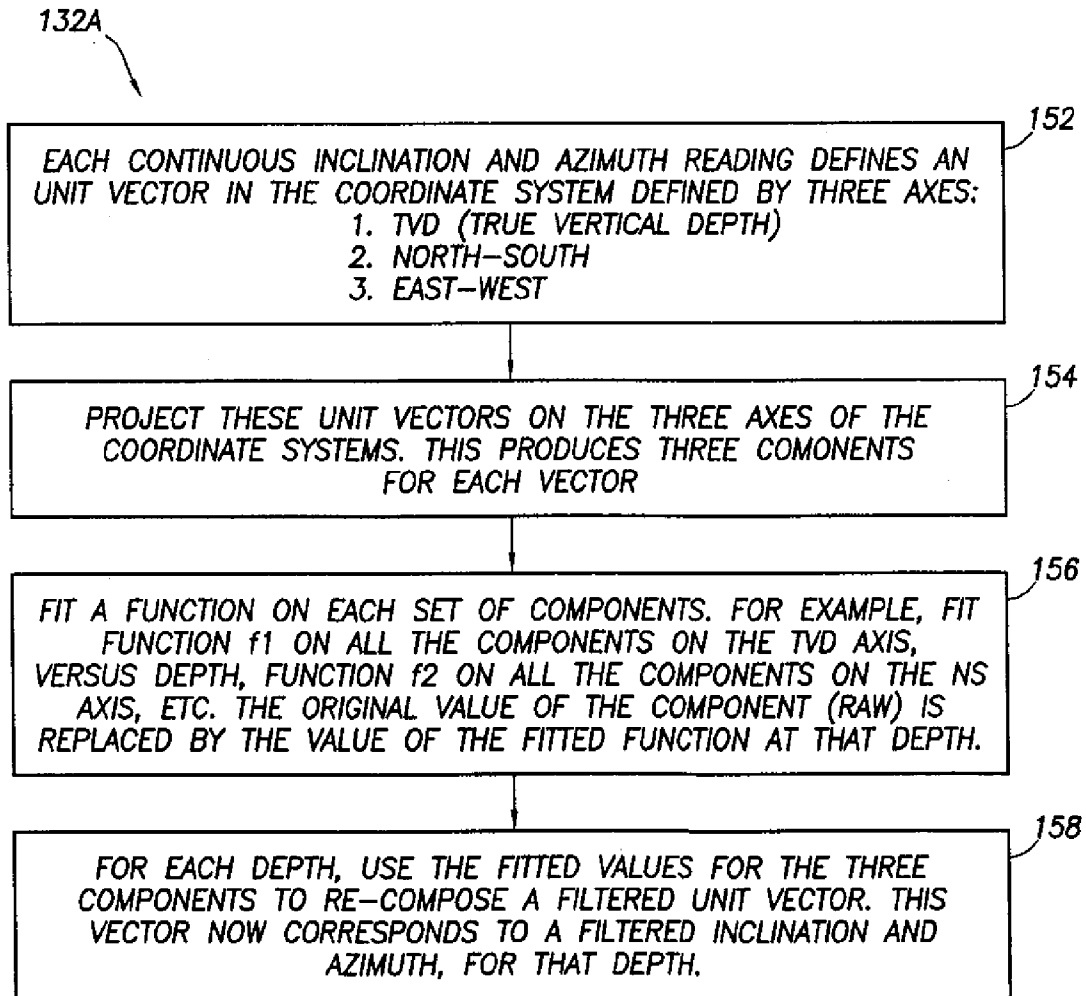 132A
152
EACH CONTINUOUS INCLINATION AND AZIMUTH READING DEFINES AN
UNIT VECTOR IN THE COORDINATE SYSTEM DEFINED BY THREE AXES:
1. TVD (TRUE VERTICAL DEPTH)
2. NORTH-SOUTH
3. EAST-WEST
154
PROJECT THESE UNIT VECTORS ON THE THREE AXES OF THE
COORDINATE SYSTEMS. THIS PRODUCES THREE COMONENTS
FOR EACH VECTOR
156
FIT A FUNCTION ON EACH SET OF COMPONENTS. FOR EXAMPLE, FIT
FUNCTION f1 ON ALL THE COMPONENTS ON THE TVD AXIS,
VERSUS DEPTH, FUNCTION f2 ON ALL THE COMPONENTS ON THE NS
AXIS, ETC. THE ORIGINAL VALUE OF THE COMPONENT (RAW) IS
REPLACED BY THE VALUE OF THE FITTED FUNCTION AT THAT DEPTH.
158
FOR EACH DEPTH, USE THE FITTED VALUES FOR THE THREE
COMPONENTS TO RE-COMPOSE A FILTERED UNIT VECTOR. THIS
VECTOR NOW CORRESPONDS TO A FILTERED INCLINATION AND
AZIMUTH, FOR THAT DEPTH.